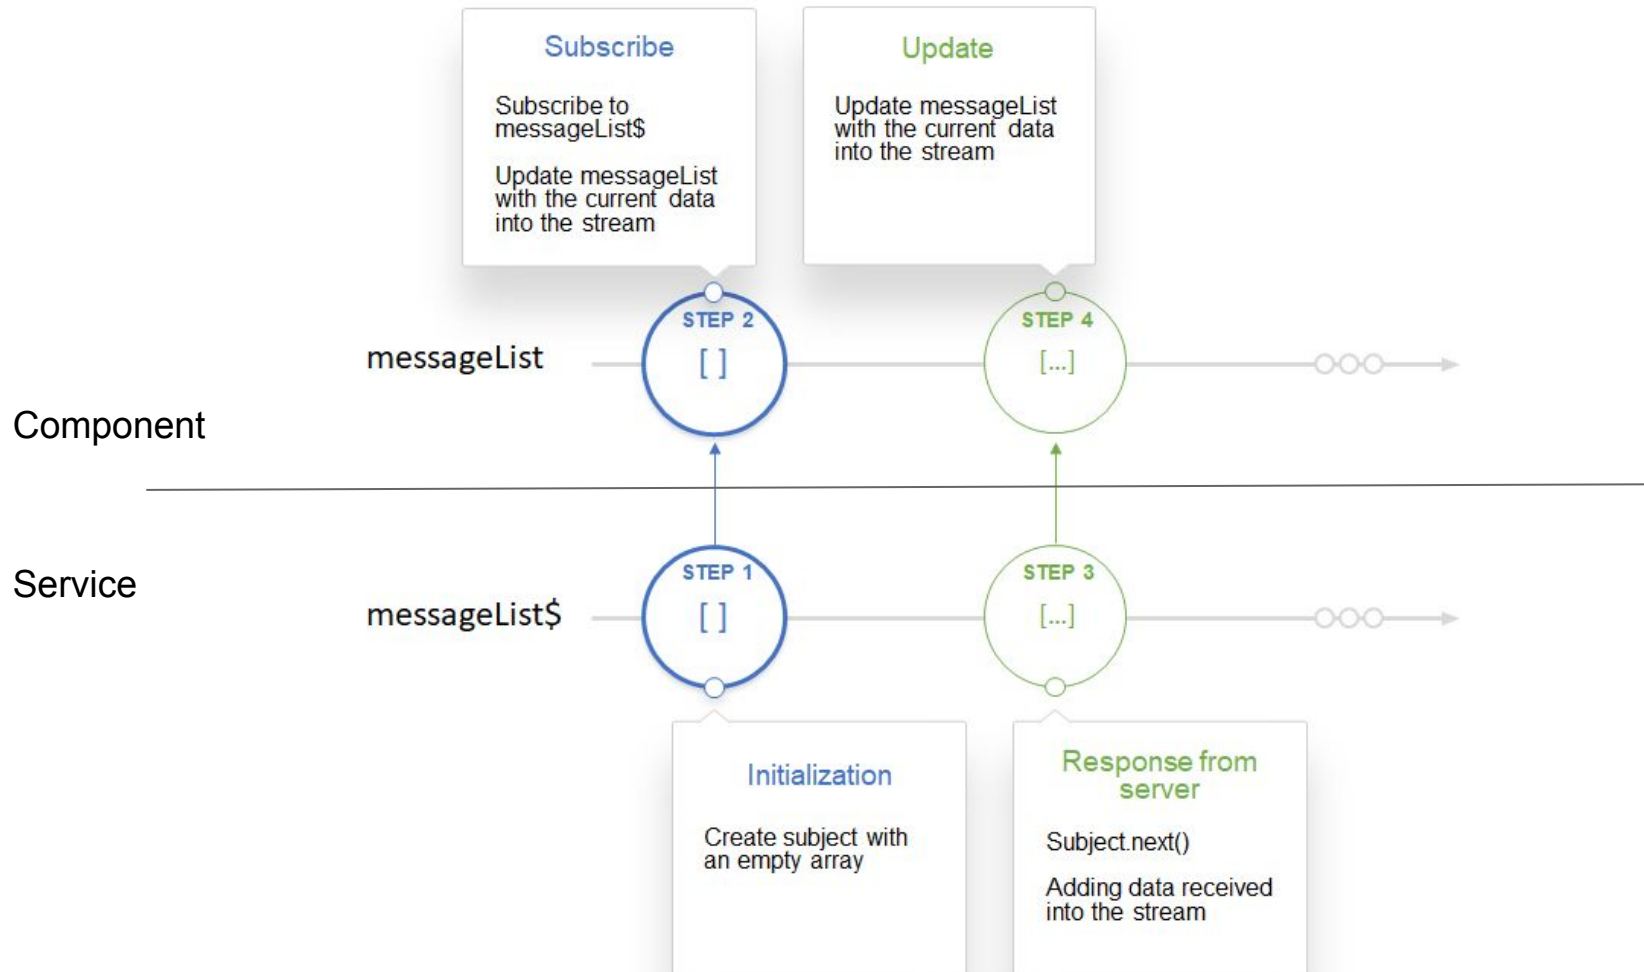 Subscribe
Subscribe to
messageList$
Update messageList
with the current data
into the stream
Update
Update messageList
with the current data
into the stream
STEP 2
[ ]
STEP 4
[...]
messageList
Component
Service
STEP 1
[ ]
STEP 3
[...]
messageList$
Initialization
Create subject with
an empty array
Response from
server
Subject.next()
Adding data received
into the stream